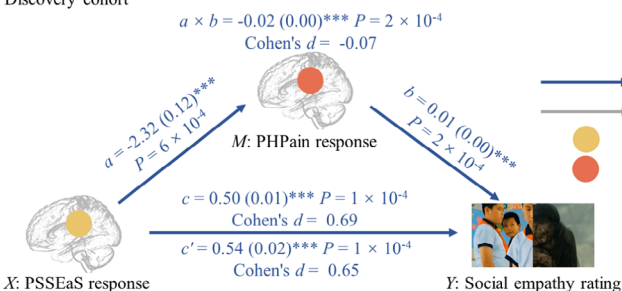 Discovery cohort
a × b = -0.02 (0.00)*** P = 2 × 10⁻⁴
Cohen's d = -0.07
a = -2.32 (0.12)***
P = 6 × 10⁻⁴
b = 0.01 (0.00)***
P = 2 × 10⁻⁴
M: PHPain response
c = 0.50 (0.01)*** P = 1 × 10⁻⁴
Cohen's d = 0.69
c′ = 0.54 (0.02)*** P = 1 × 10⁻⁴
Cohen's d = 0.65
X: PSSEaS response
Y: Social empathy rating